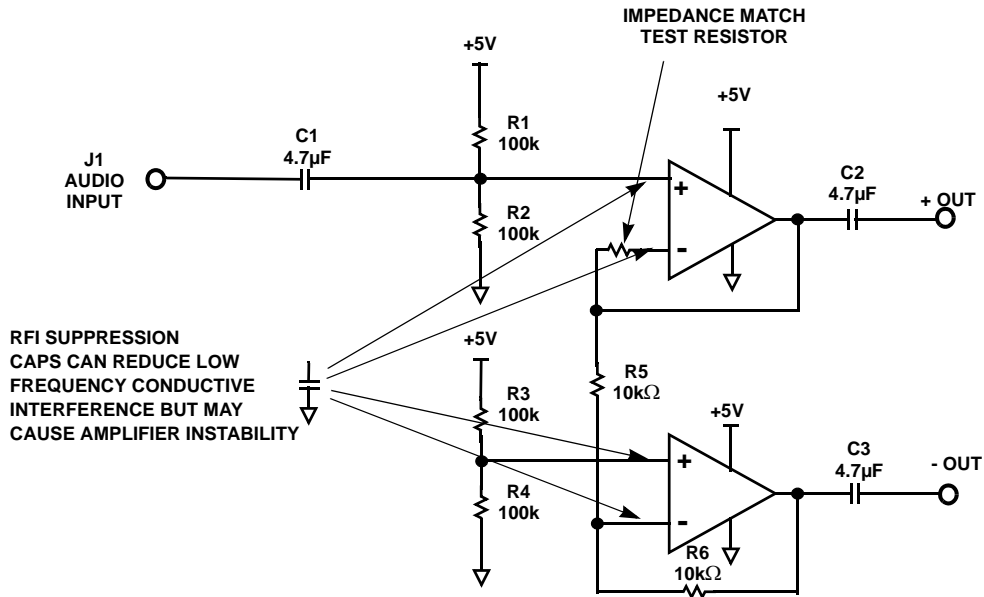 IMPEDANCE MATCH
TEST RESISTOR
+5V
+5V
R1
100k
C1
4.7µF
J1
AUDIO
INPUT
C2
4.7µF
+ OUT
+
-
R2
100k
RFI SUPPRESSION
CAPS CAN REDUCE LOW
FREQUENCY CONDUCTIVE
INTERFERENCE BUT MAY
CAUSE AMPLIFIER INSTABILITY
+5V
R5
10kΩ
R3
100k
+5V
C3
4.7µF
- OUT
+
-
R4
100k
R6
10kΩ